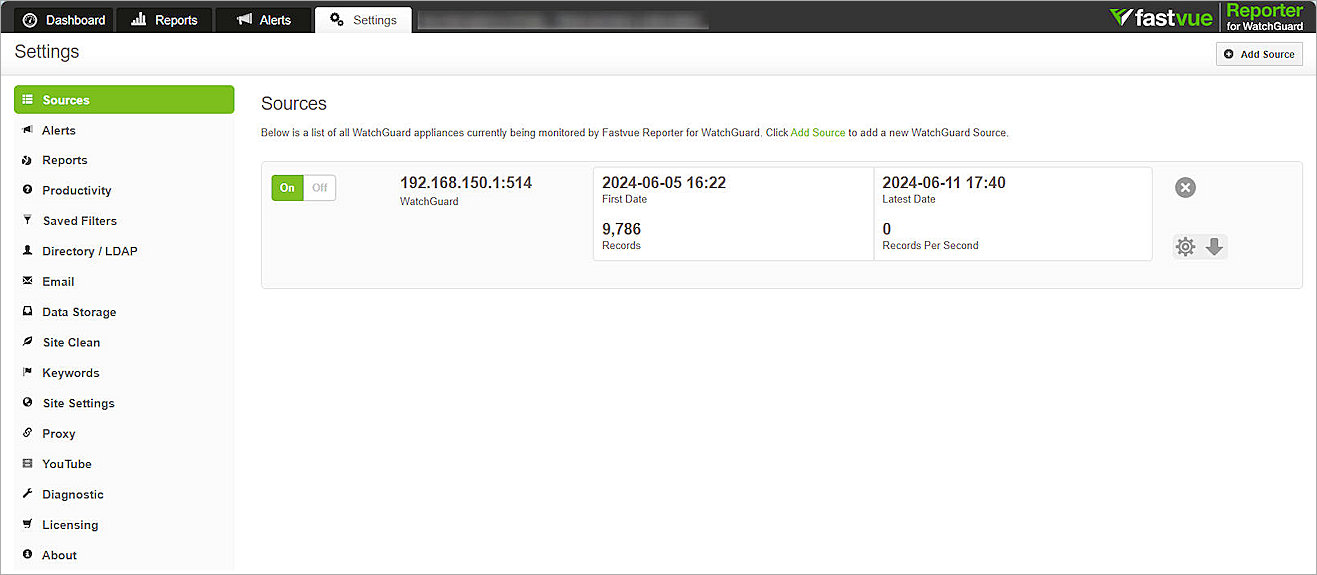 Dashboard Reports Alerts Settings fastvue Reporter for WatchGuard
Settings
Add Source
Sources
Alerts
Reports
Productivity
Saved Filters
Directory / LDAP
Email
Data Storage
Site Clean
Keywords
Site Settings
Proxy
YouTube
Diagnostic
Licensing
About
Sources
Below is a list of all WatchGuard appliances currently being monitored by Fastvue Reporter for WatchGuard. Click Add Source to add a new WatchGuard Source.
On Off
192.168.150.1:514
WatchGuard
2024-06-05 16:22
First Date
9,786
Records
2024-06-11 17:40
Latest Date
0
Records Per Second